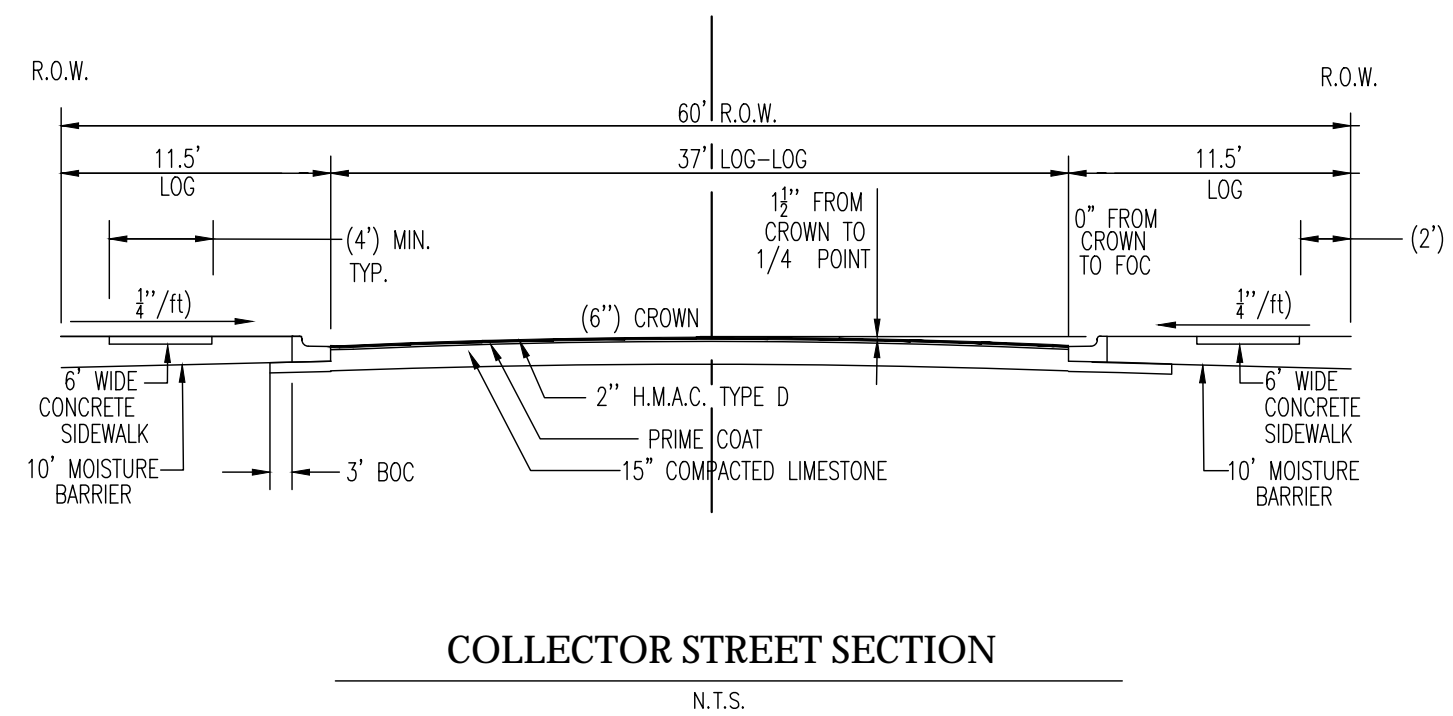 R.O.W.
R.O.W.
60' R.O.W.
11.5'
LOG
37' LOG-LOG
11.5'
LOG
(4') MIN.
TYP.
1 1/2" FROM
CROWN TO
1/4 POINT
0" FROM
CROWN
TO FOC
(2')
1/4"/ft)
(6") CROWN
1/4"/ft)
6' WIDE
CONCRETE
SIDEWALK
10' MOISTURE
BARRIER
3' BOC
2" H.M.A.C. TYPE D
PRIME COAT
15" COMPACTED LIMESTONE
6' WIDE
CONCRETE
SIDEWALK
10' MOISTURE
BARRIER
COLLECTOR STREET SECTION
N.T.S.